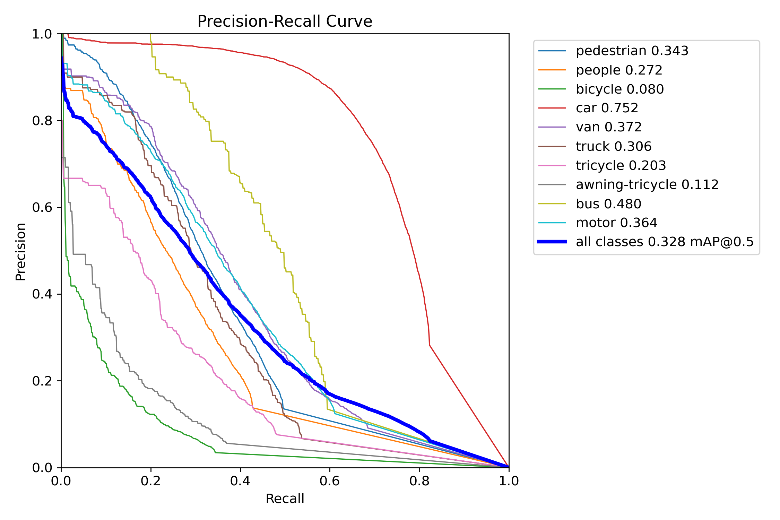 Precision-Recall Curve
1.0
0.8
0.6
0.4
0.2
0.0
Precision
0.0 0.2 0.4 0.6 0.8 1.0
Recall
pedestrian 0.343
people 0.272
bicycle 0.080
car 0.752
van 0.372
truck 0.306
tricycle 0.203
awning-tricycle 0.112
bus 0.480
motor 0.364
all classes 0.328 mAP@0.5